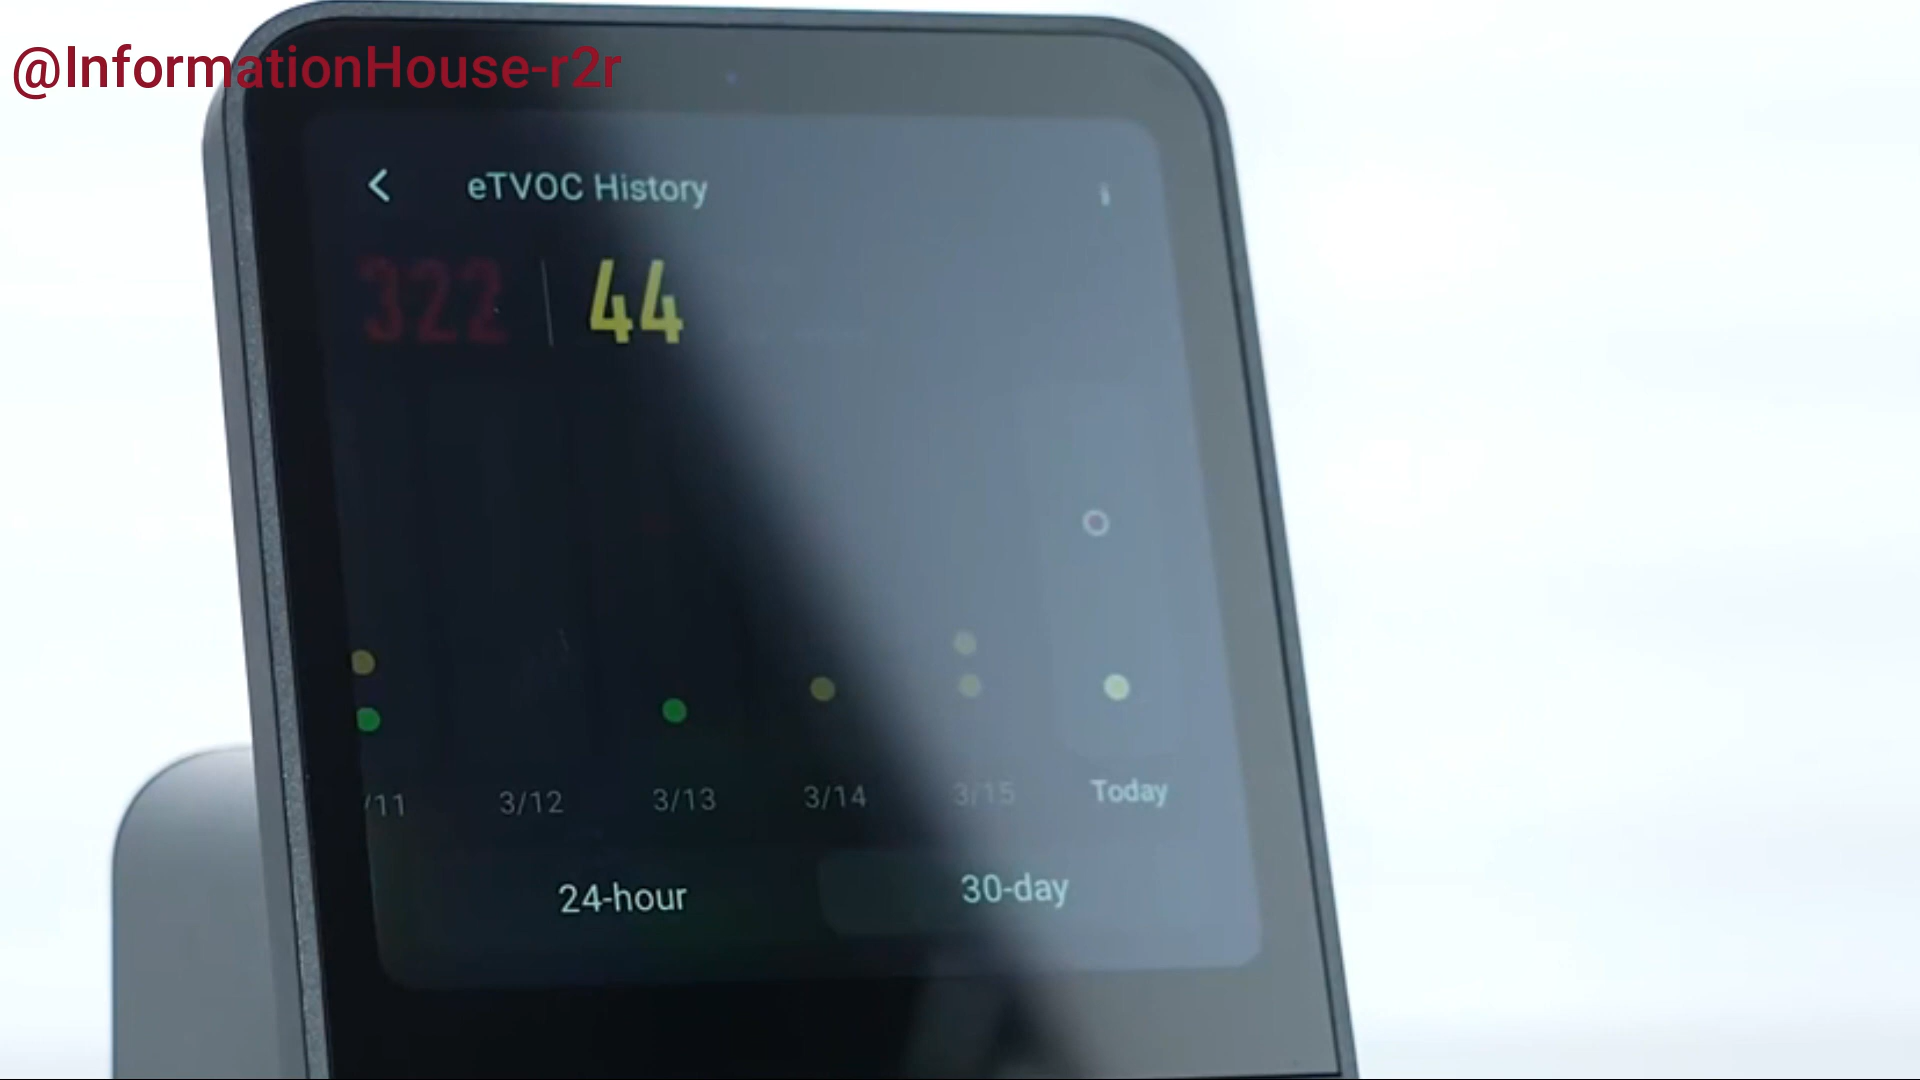 @InformationHouse-r2r
eTVOC History
322 44
/11 3/12 3/13 3/14 3/15 Today
24-hour 30-day